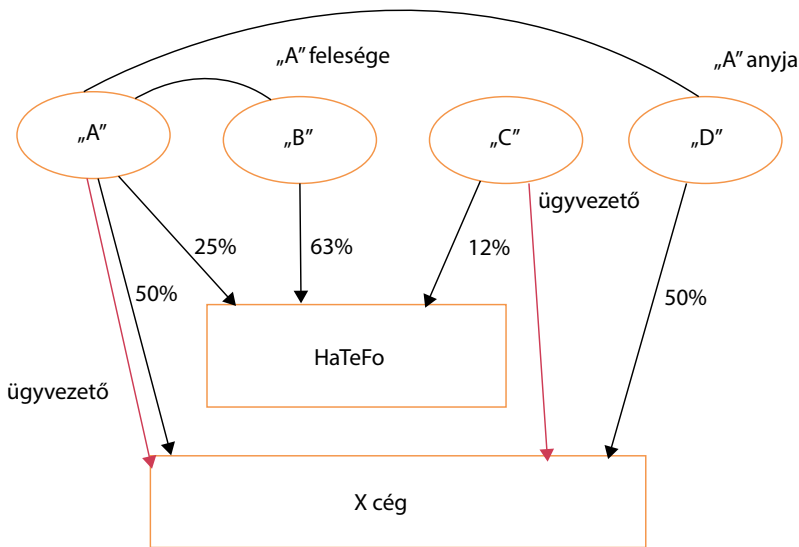 „A” felesége
„A” anyja
„A”
„B”
„C”
„D”
ügyvezető
25%
63%
12%
50%
50%
HaTeFo
ügyvezető
X cég